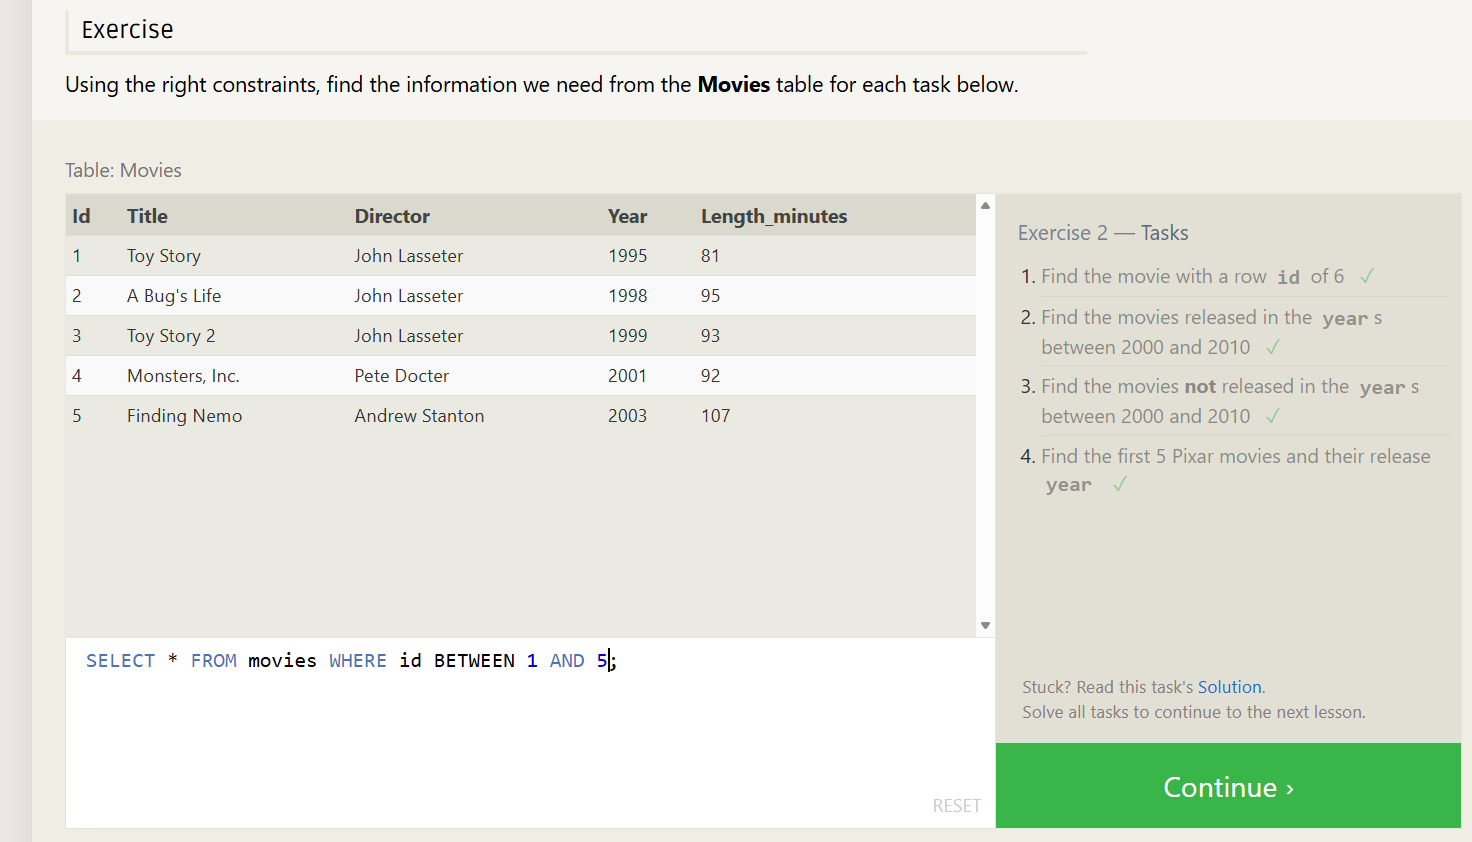 Exercise
Using the right constraints, find the information we need from the Movies table for each task below.
Table: Movies
Id Title Director Year Length_minutes
1 Toy Story John Lasseter 1995 81
2 A Bug's Life John Lasseter 1998 95
3 Toy Story 2 John Lasseter 1999 93
4 Monsters, Inc. Pete Docter 2001 92
5 Finding Nemo Andrew Stanton 2003 107
SELECT * FROM movies WHERE id BETWEEN 1 AND 5;
RESET
Exercise 2 — Tasks
1. Find the movie with a row id of 6 ✓
2. Find the movies released in the year s
between 2000 and 2010 ✓
3. Find the movies not released in the year s
between 2000 and 2010 ✓
4. Find the first 5 Pixar movies and their release
year ✓
Stuck? Read this task's Solution.
Solve all tasks to continue to the next lesson.
Continue ›